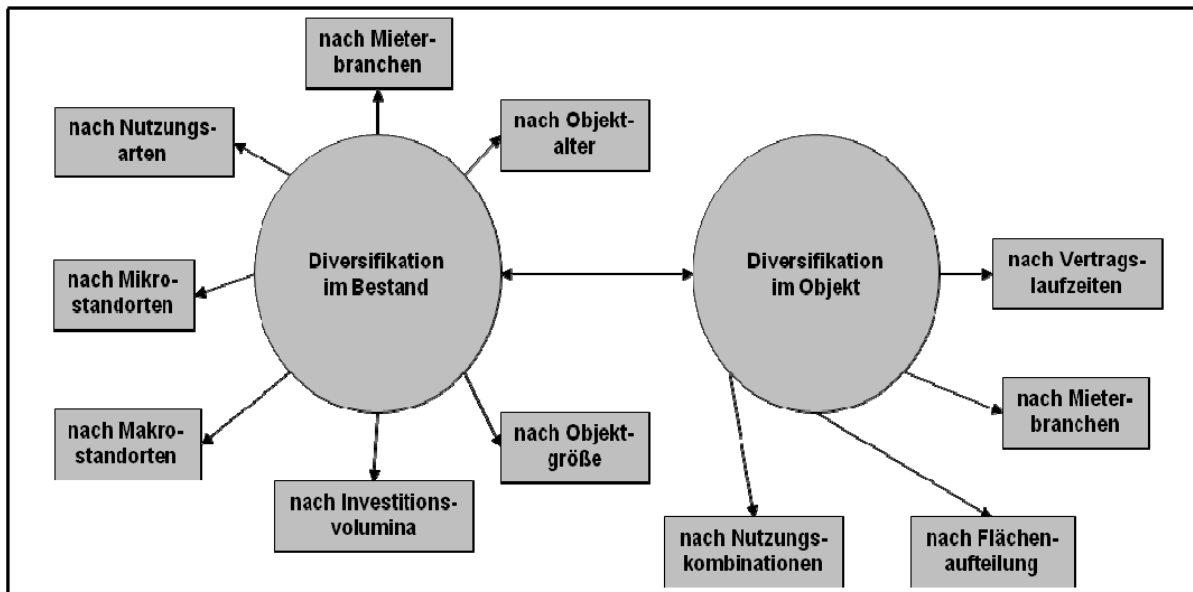 nach Mieter-
branchen
nach Nutzungs-
arten
nach Objekt-
alter
Diversifikation
im Bestand
Diversifikation
im Objekt
nach Vertrags-
laufzeiten
nach Mikro-
standorten
nach Mieter-
branchen
nach Makro-
standorten
nach Objekt-
größe
nach Investitions-
volumina
nach Nutzungs-
kombinationen
nach Flächen-
aufteilung